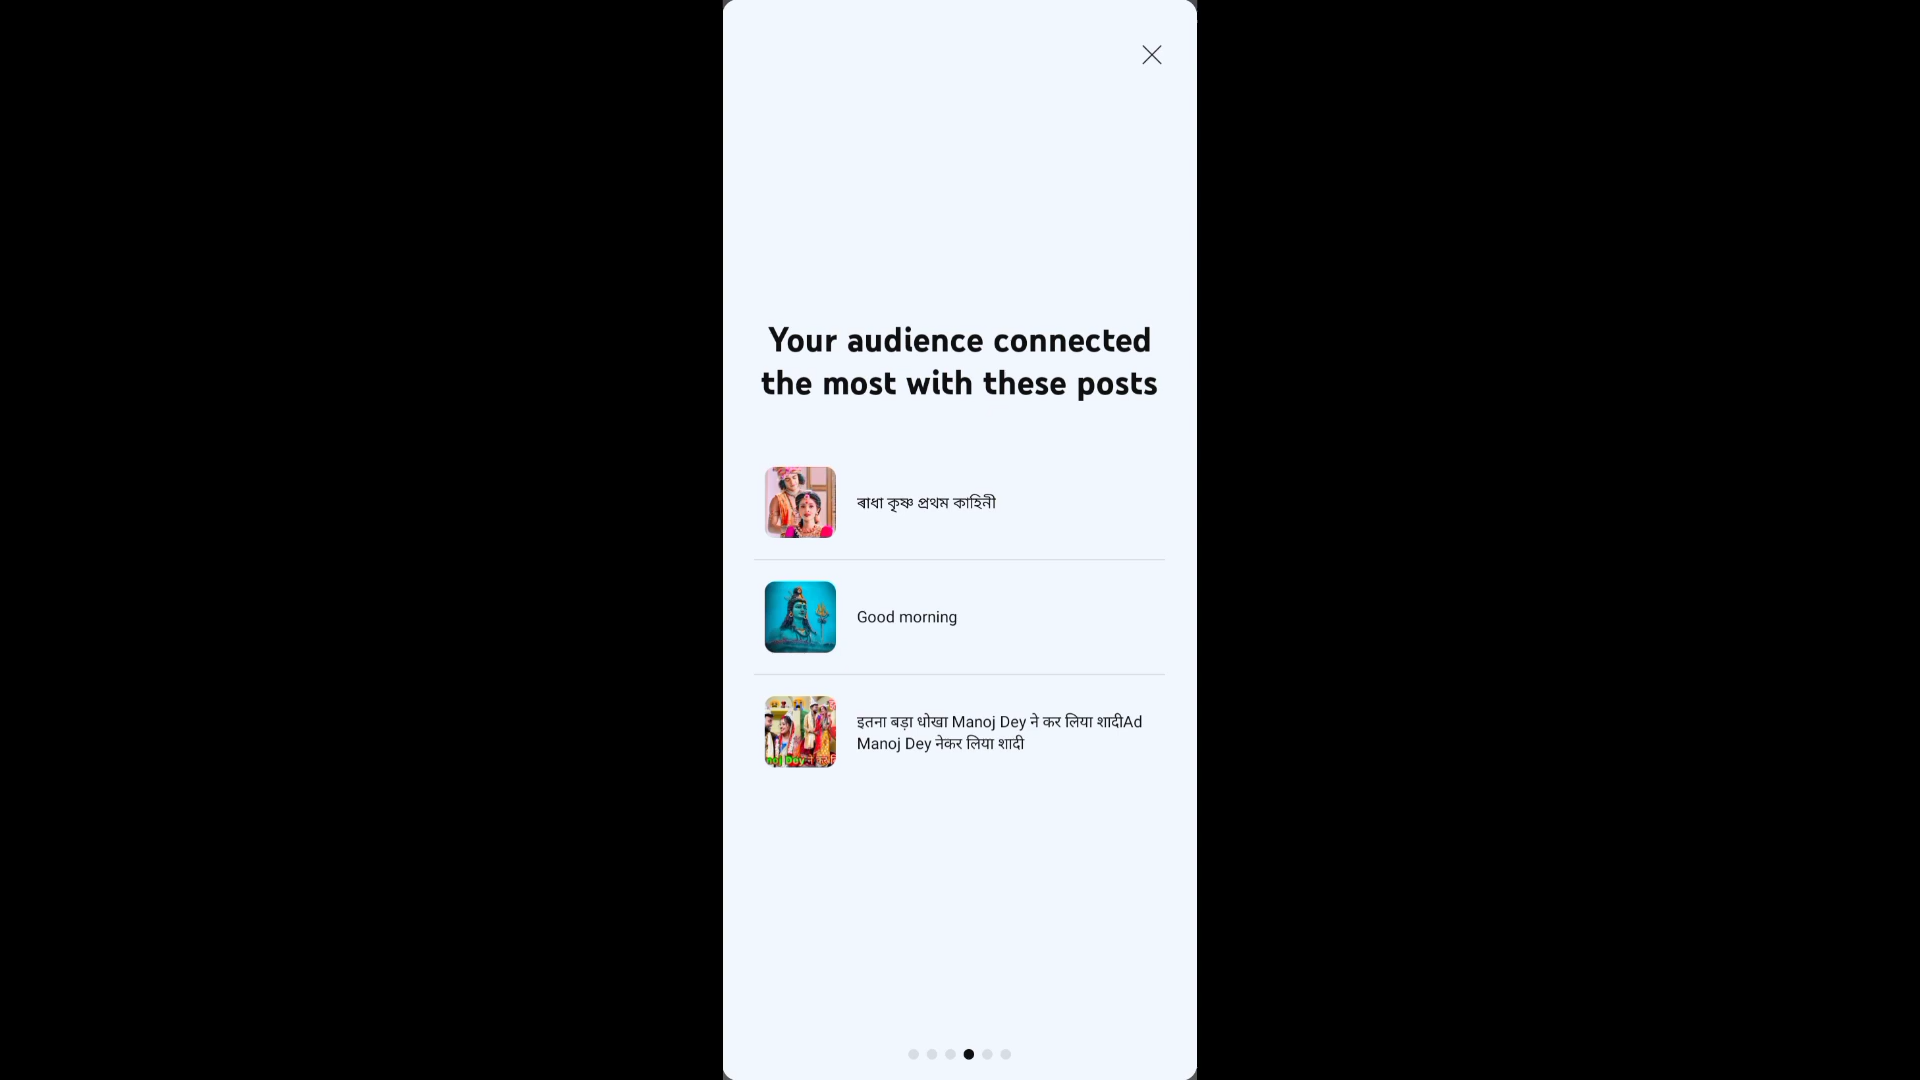 Your audience connected
the most with these posts
ৰাধা কৃষ্ণ প্ৰথম কাহিনী
Good morning
इतना बड़ा धोखा Manoj Dey ने कर लिया शादीAd
Manoj Dey नेकर लिया शादी